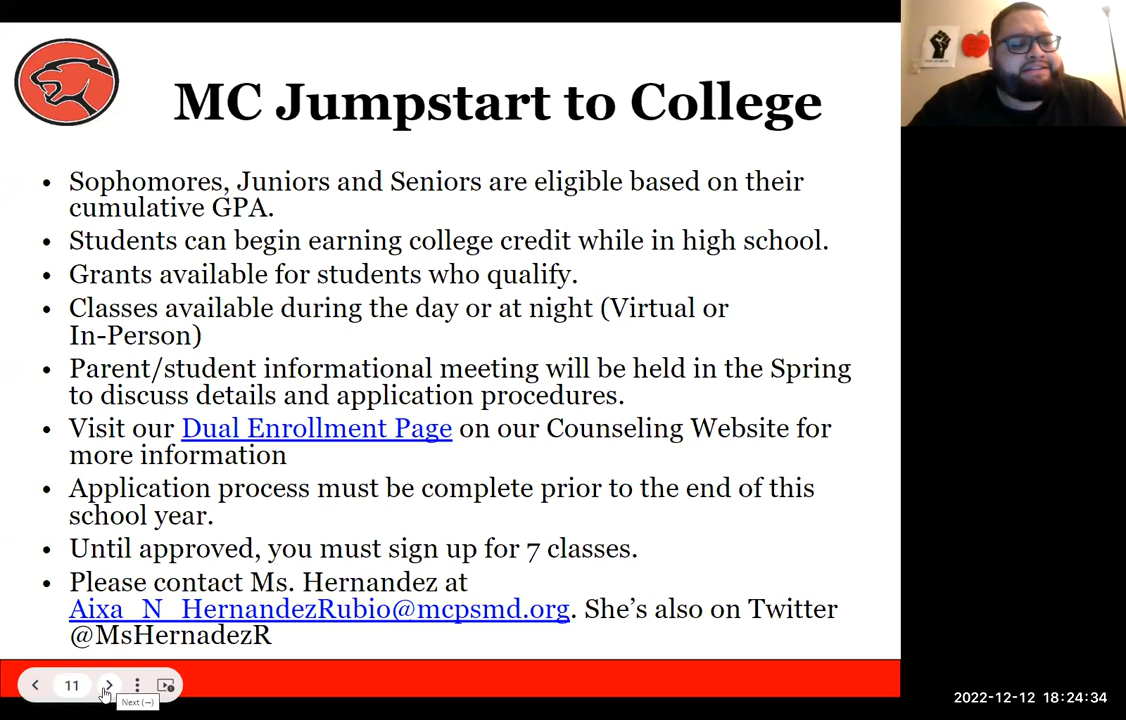 MC Jumpstart to College
• Sophomores, Juniors and Seniors are eligible based on their
cumulative GPA.
• Students can begin earning college credit while in high school.
• Grants available for students who qualify.
• Classes available during the day or at night (Virtual or
In-Person)
• Parent/student informational meeting will be held in the Spring
to discuss details and application procedures.
• Visit our Dual Enrollment Page on our Counseling Website for
more information
• Application process must be complete prior to the end of this
school year.
• Until approved, you must sign up for 7 classes.
• Please contact Ms. Hernandez at
Aixa_N_HernandezRubio@mcpsmd.org. She's also on Twitter
@MsHernadezR
11
Next (→)
2022-12-12 18:24:34